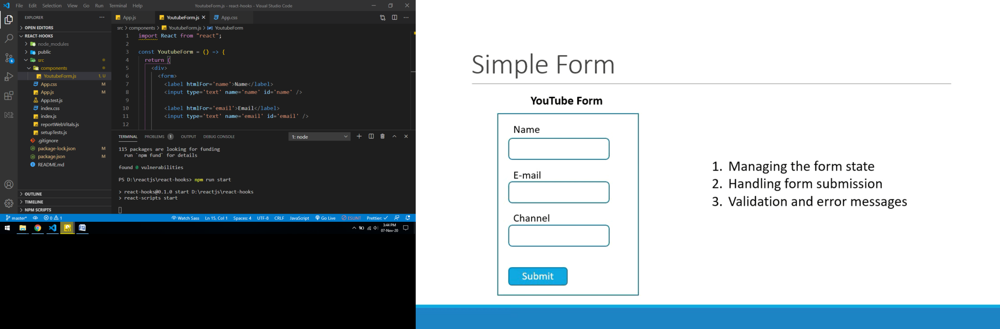 File Edit Selection View Go Run Terminal Help
YoutubeForm.js - react-hooks - Visual Studio Code
EXPLORER
OPEN EDITORS
REACT-HOOKS
node_modules
public
src
components
YoutubeForm.js 1, U
App.css M
App.js M
App.test.js
index.css
index.js
reportWebVitals.js
setupTests.js
.gitignore
package-lock.json M
package.json M
README.md
OUTLINE
TIMELINE
NPM SCRIPTS
6
App.js YoutubeForm.js App.css
src > components > YoutubeForm.js > YoutubeForm
1 import React from "react";
2
3 const YoutubeForm = () => {
4 return (
5 <div>
6 <form>
7 <label htmlFor='name'>Name</label>
8 <input type='text' name='name' id='name' />
9
10 <label htmlFor='email'>Email</label>
11 <input type='text' name='email' id='email' />
12
TERMINAL PROBLEMS 1 OUTPUT DEBUG CONSOLE 1: node
115 packages are looking for funding
run `npm fund` for details
found 0 vulnerabilities
PS D:\reactjs\react-hooks> npm run start
> react-hooks@0.1.0 start D:\reactjs\react-hooks
> react-scripts start
master* 0 1 Watch Sass Ln 15, Col 1 Spaces: 4 UTF-8 CRLF JavaScript Go Live ESLINT Prettier: ✓
3:44 PM
07-Nov-20
Simple Form
YouTube Form
Name
E-mail
Channel
Submit
1. Managing the form state
2. Handling form submission
3. Validation and error messages